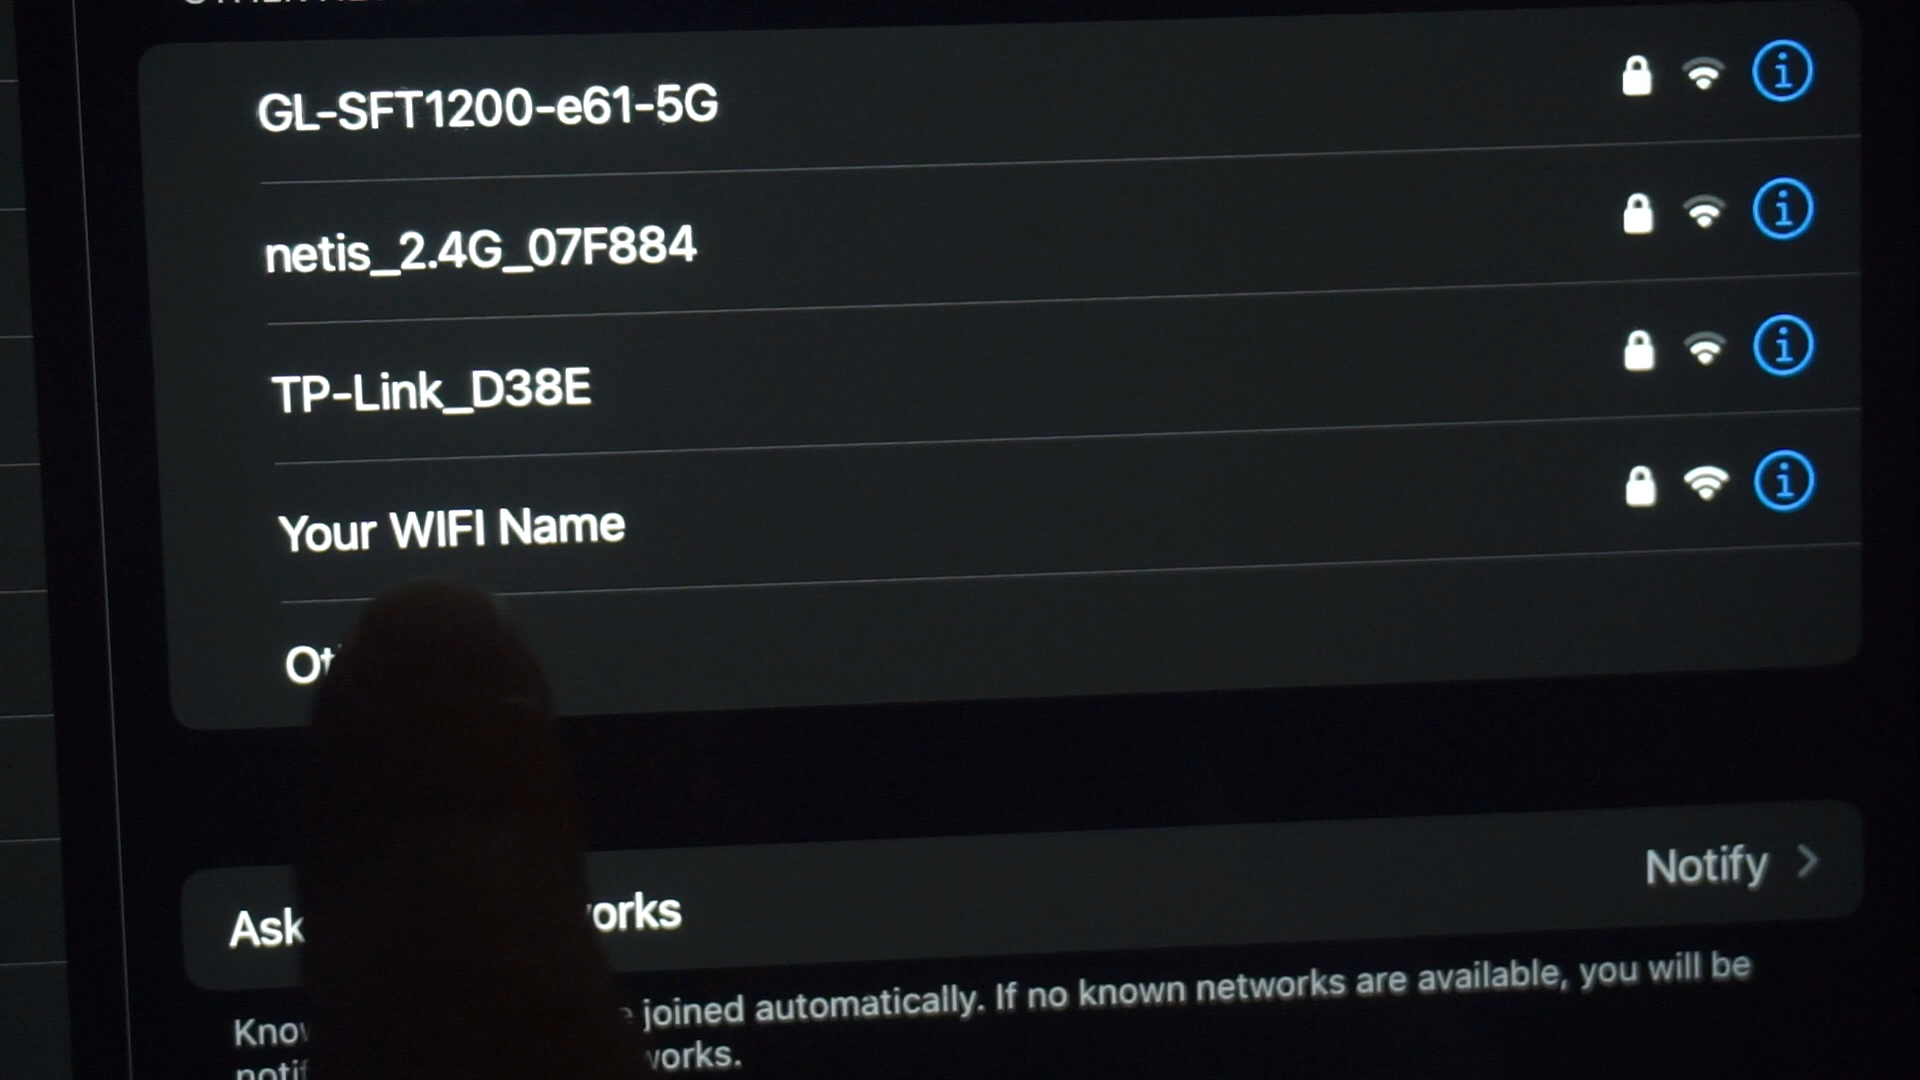 GL-SFT1200-e61-5G
netis_2.4G_07F884
TP-Link_D38E
Your WIFI Name
Notify
Ask
joined automatically. If no known networks are available, you will be